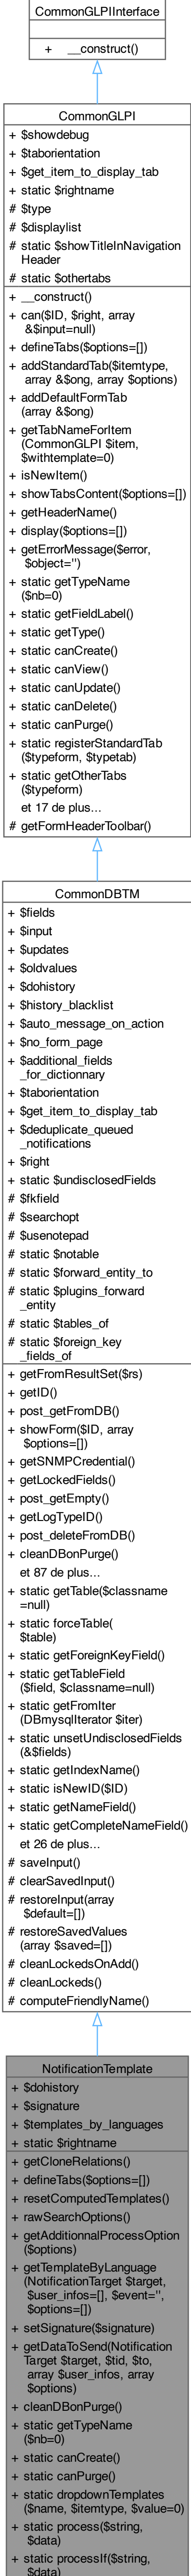 CommonGLPIInterface
+ __construct()
CommonGLPI
+ $showdebug
+ $taborientation
+ $get_item_to_display_tab
+ static $rightname
# $type
# $displaylist
# static $showTitleInNavigation
Header
# static $othertabs
+ __construct()
+ can($ID, $right, array
&$input=null)
+ defineTabs($options=[])
+ addStandardTab($itemtype,
array &$ong, array $options)
+ addDefaultFormTab
(array &$ong)
+ getTabNameForItem
(CommonGLPI $item,
$withtemplate=0)
+ isNewItem()
+ showTabsContent($options=[])
+ getHeaderName()
+ display($options=[])
+ getErrorMessage($error,
$object='')
+ static getTypeName
($nb=0)
+ static getFieldLabel()
+ static getType()
+ static canCreate()
+ static canView()
+ static canUpdate()
+ static canDelete()
+ static canPurge()
+ static registerStandardTab
($typeform, $typetab)
+ static getOtherTabs
($typeform)
et 17 de plus...
# getFormHeaderToolbar()
CommonDBTM
+ $fields
+ $input
+ $updates
+ $oldvalues
+ $dohistory
+ $history_blacklist
+ $auto_message_on_action
+ $no_form_page
+ $additional_fields
_for_dictionnary
+ $taborientation
+ $get_item_to_display_tab
+ $deduplicate_queued
_notifications
+ $right
+ static $undisclosedFields
# $fkfield
# $searchopt
# $usenotepad
# static $notable
# static $forward_entity_to
# static $plugins_forward
_entity
# static $tables_of
# static $foreign_key
_fields_of
+ getFromResultSet($rs)
+ getID()
+ post_getFromDB()
+ showForm($ID, array
$options=[])
+ getSNMPCredential()
+ getLockedFields()
+ post_getEmpty()
+ getLogTypeID()
+ post_deleteFromDB()
+ cleanDBonPurge()
et 87 de plus...
+ static getTable($classname
=null)
+ static forceTable(
$table)
+ static getForeignKeyField()
+ static getTableField
($field, $classname=null)
+ static getFromIter
(DBmysqlIterator $iter)
+ static unsetUndisclosedFields
(&$fields)
+ static getIndexName()
+ static isNewID($ID)
+ static getNameField()
+ static getCompleteNameField()
et 26 de plus...
# saveInput()
# clearSavedInput()
# restoreInput(array
$default=[])
# restoreSavedValues
(array $saved=[])
# cleanLockedsOnAdd()
# cleanLockeds()
# computeFriendlyName()
NotificationTemplate
+ $dohistory
+ $signature
+ $templates_by_languages
+ static $rightname
+ getCloneRelations()
+ defineTabs($options=[])
+ resetComputedTemplates()
+ rawSearchOptions()
+ getAdditionnalProcessOption
($options)
+ getTemplateByLanguage
(NotificationTarget $target,
$user_infos=[], $event='',
$options=[])
+ setSignature($signature)
+ getDataToSend(Notification
Target $target, $tid, $to,
array $user_infos, array
$options)
+ cleanDBonPurge()
+ static getTypeName
($nb=0)
+ static canCreate()
+ static canPurge()
+ static dropdownTemplates
($name, $itemtype, $value=0)
+ static process($string,
$data)
+ static processIf($string,
$data)